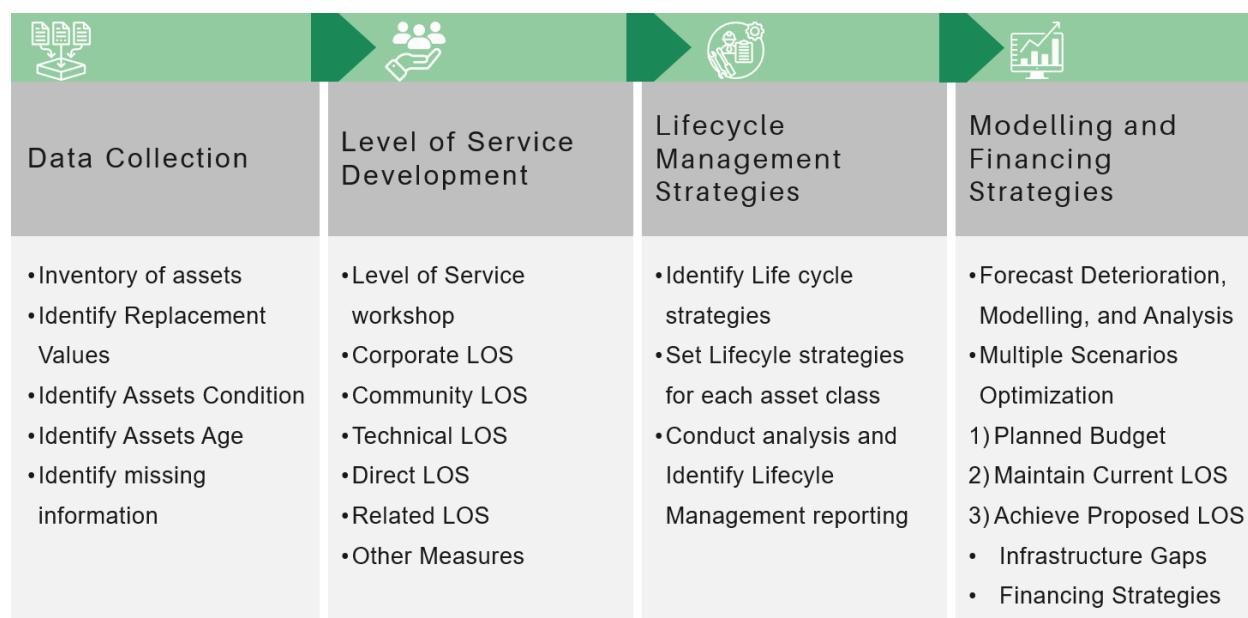 Data Collection
•Inventory of assets
•Identify Replacement
Values
•Identify Assets Condition
•Identify Assets Age
•Identify missing
information
Level of Service
Development
•Level of Service
workshop
•Corporate LOS
•Community LOS
•Technical LOS
•Direct LOS
•Related LOS
•Other Measures
Lifecycle
Management
Strategies
•Identify Life cycle
strategies
•Set Lifecyle strategies
for each asset class
•Conduct analysis and
Identify Lifecyle
Management reporting
Modelling and
Financing
Strategies
•Forecast Deterioration,
Modelling, and Analysis
•Multiple Scenarios
Optimization
1) Planned Budget
2) Maintain Current LOS
3) Achieve Proposed LOS
• Infrastructure Gaps
• Financing Strategies